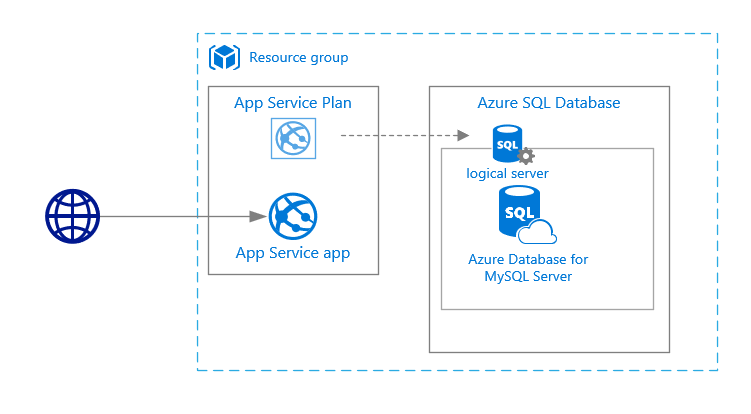 Resource group
App Service Plan
App Service app
Azure SQL Database
SQL
logical server
SQL
Azure Database for
MySQL Server